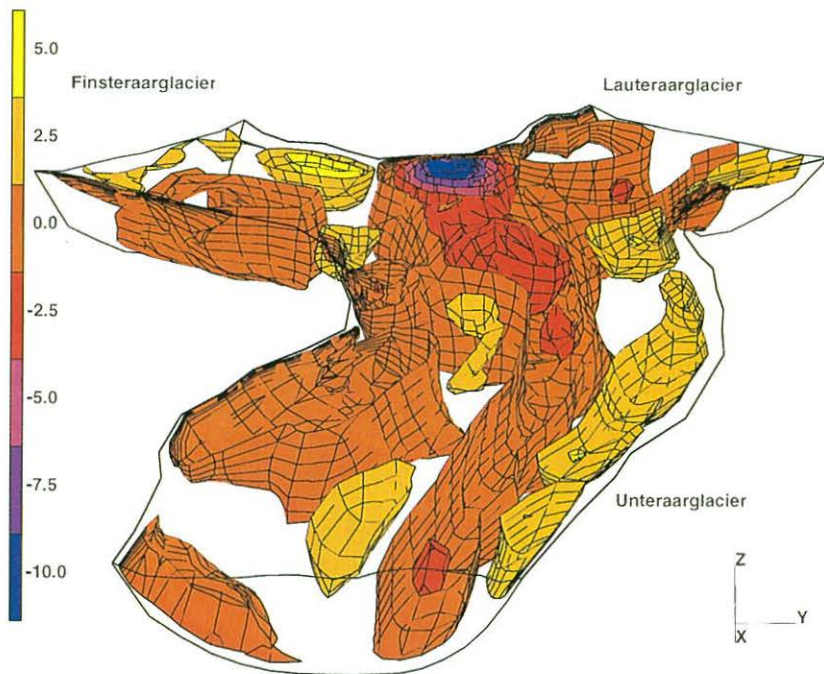 5.0
Finsteraarglacier
Lauteraarglacier
2.5
0.0
-2.5
-5.0
-7.5
Unteraarglacier
-10.0
Z
Y
X